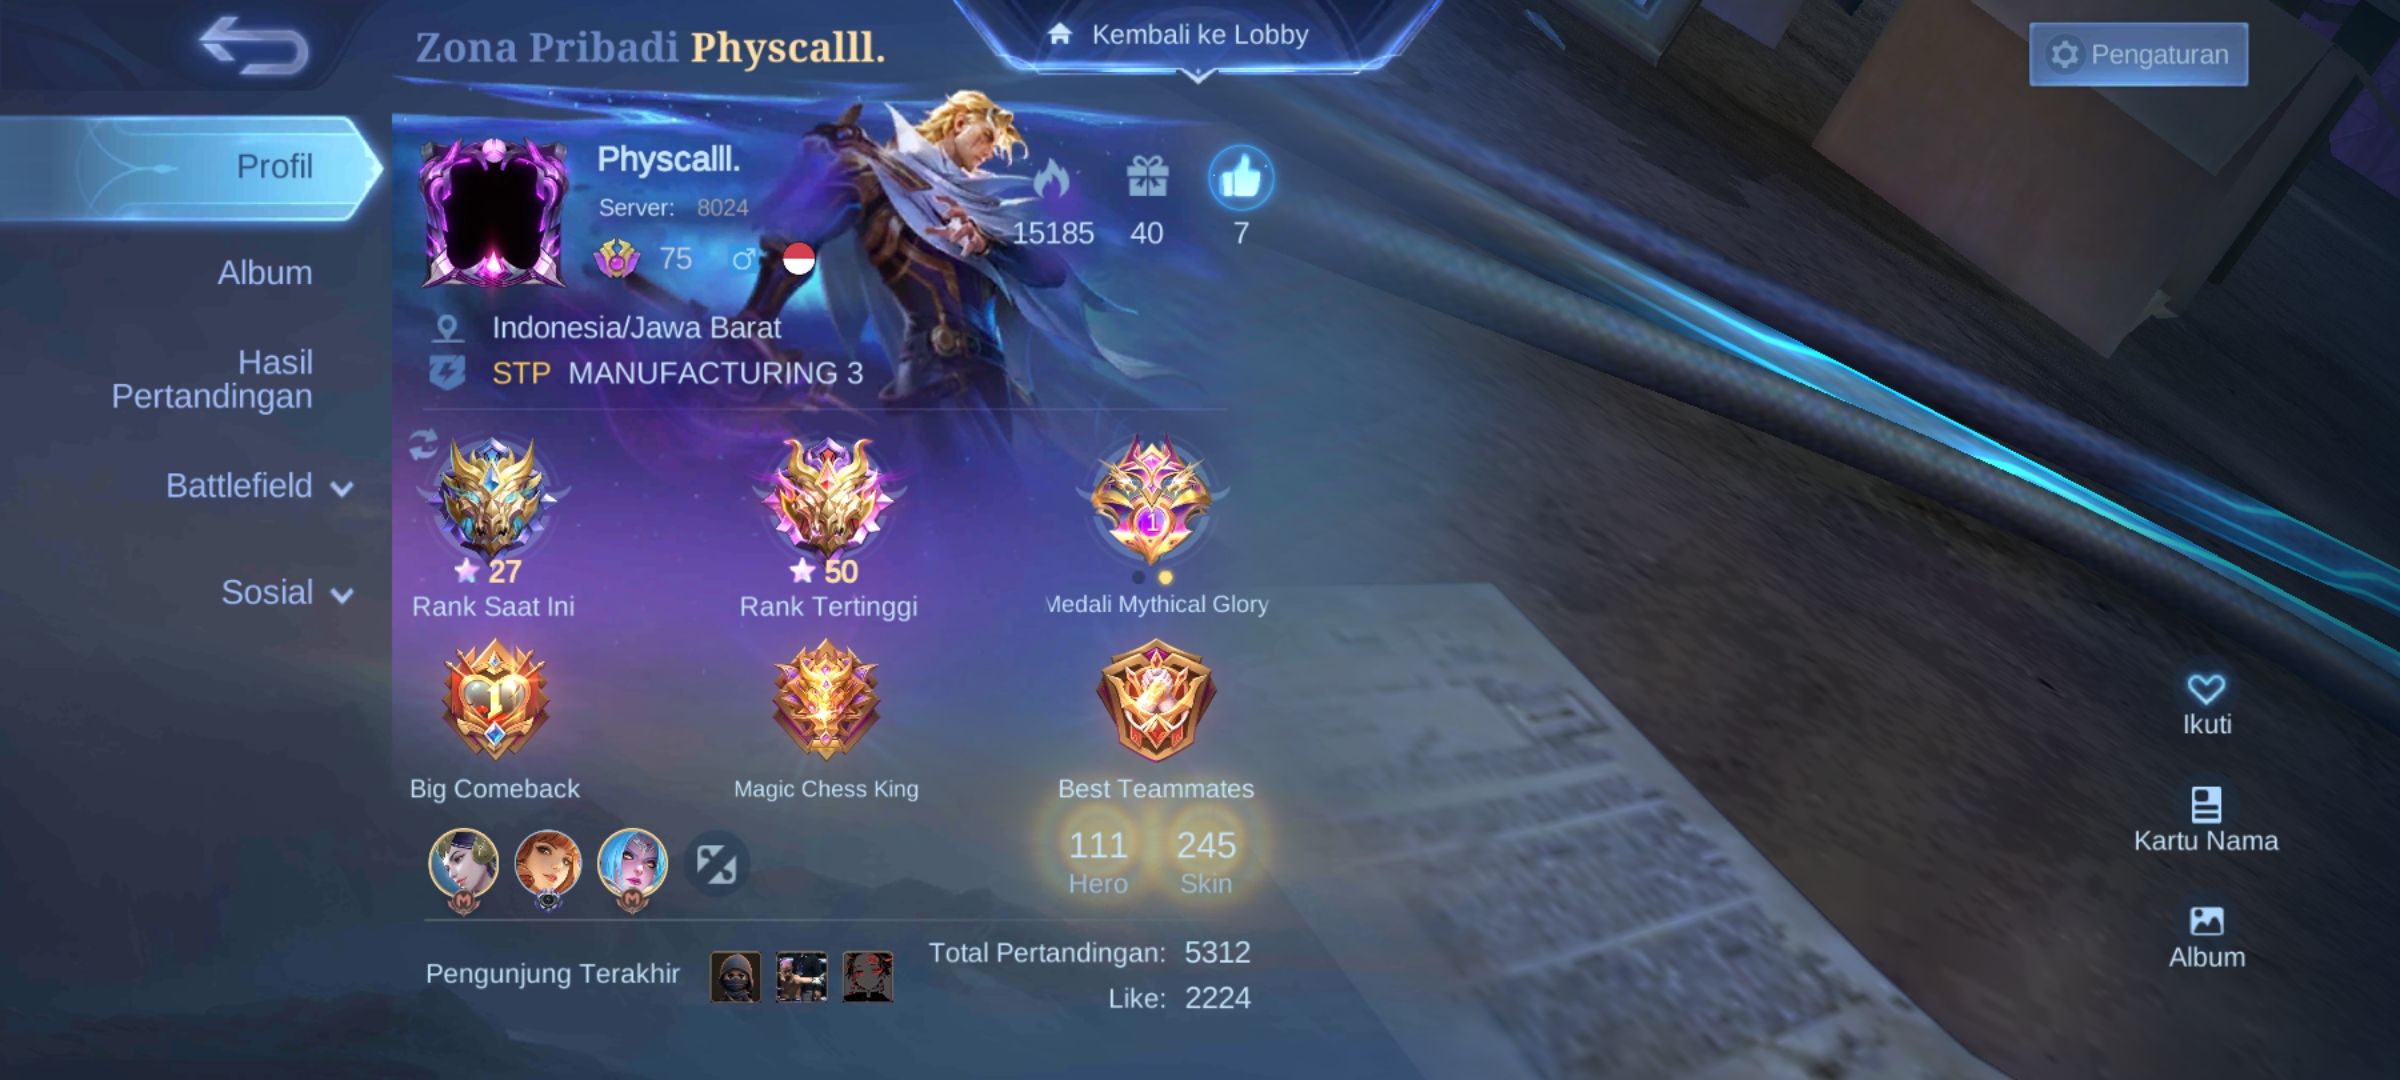 Zona Pribadi Physcalll.
Kembali ke Lobby
Pengaturan
Profil
Album
Hasil
Pertandingan
Battlefield
Sosial
Physcalll.
Server: 8024
75
15185
40
7
Indonesia/Jawa Barat
STP MANUFACTURING 3
27
Rank Saat Ini
50
Rank Tertinggi
1
Medali Mythical Glory
1
Big Comeback
Magic Chess King
Best Teammates
M
M
111
Hero
245
Skin
Pengunjung Terakhir
Total Pertandingan: 5312
Like: 2224
Ikuti
Kartu Nama
Album